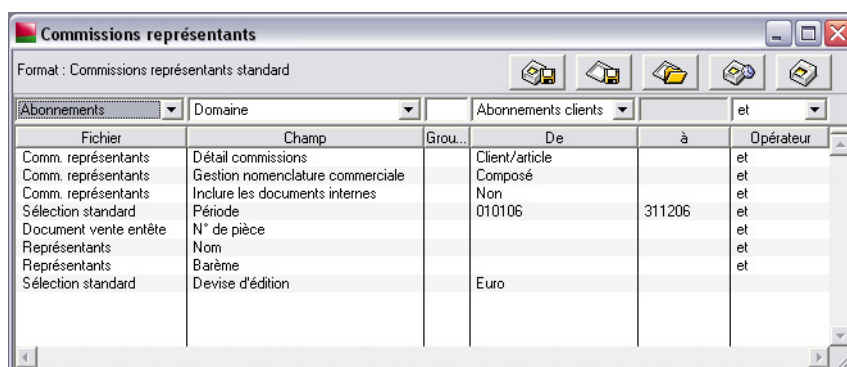 Commissions représentants
Format : Commissions représentants standard
Abonnements Domaine Abonnements clients et
Fichier Champ Grou... De à Opérateur
Comm. représentants Détail commissions Client/article et
Comm. représentants Gestion nomenclature commerciale Composé et
Comm. représentants Inclure les documents internes Non et
Sélection standard Période 010106 311206 et
Document vente entête N° de pièce et
Représentants Nom et
Représentants Barème et
Sélection standard Devise d'édition Euro